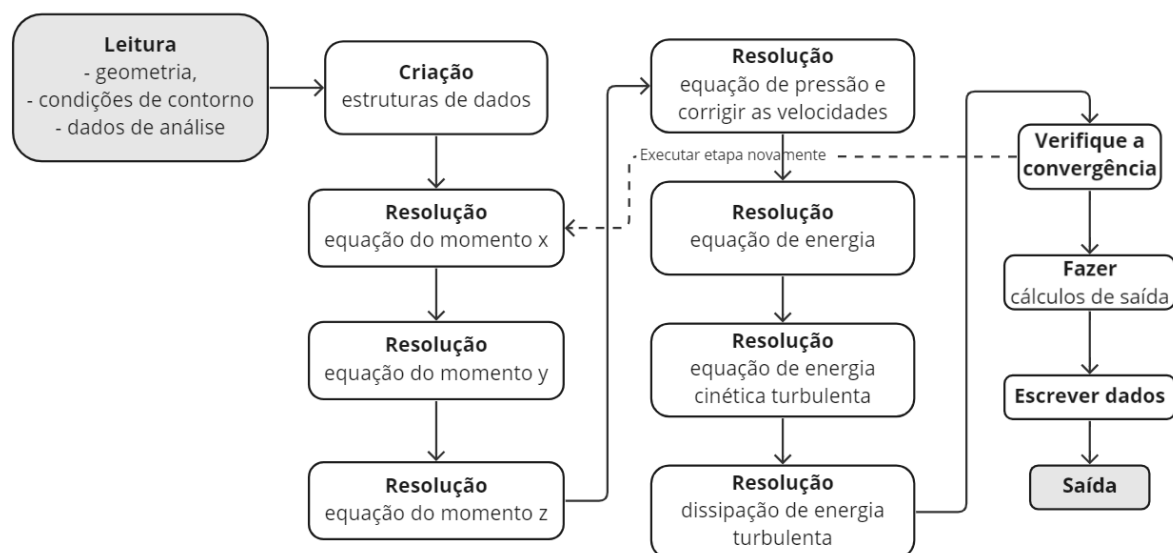 Leitura
- geometria,
- condições de contorno
- dados de análise
Criação
estruturas de dados
Resolução
equação do momento x
Resolução
equação do momento y
Resolução
equação do momento z
Resolução
equação de pressão e
corrigir as velocidades
Executar etapa novamente
Resolução
equação de energia
Resolução
equação de energia
cinética turbulenta
Resolução
dissipação de energia
turbulenta
Verifique a
convergência
Fazer
cálculos de saída
Escrever dados
Saída